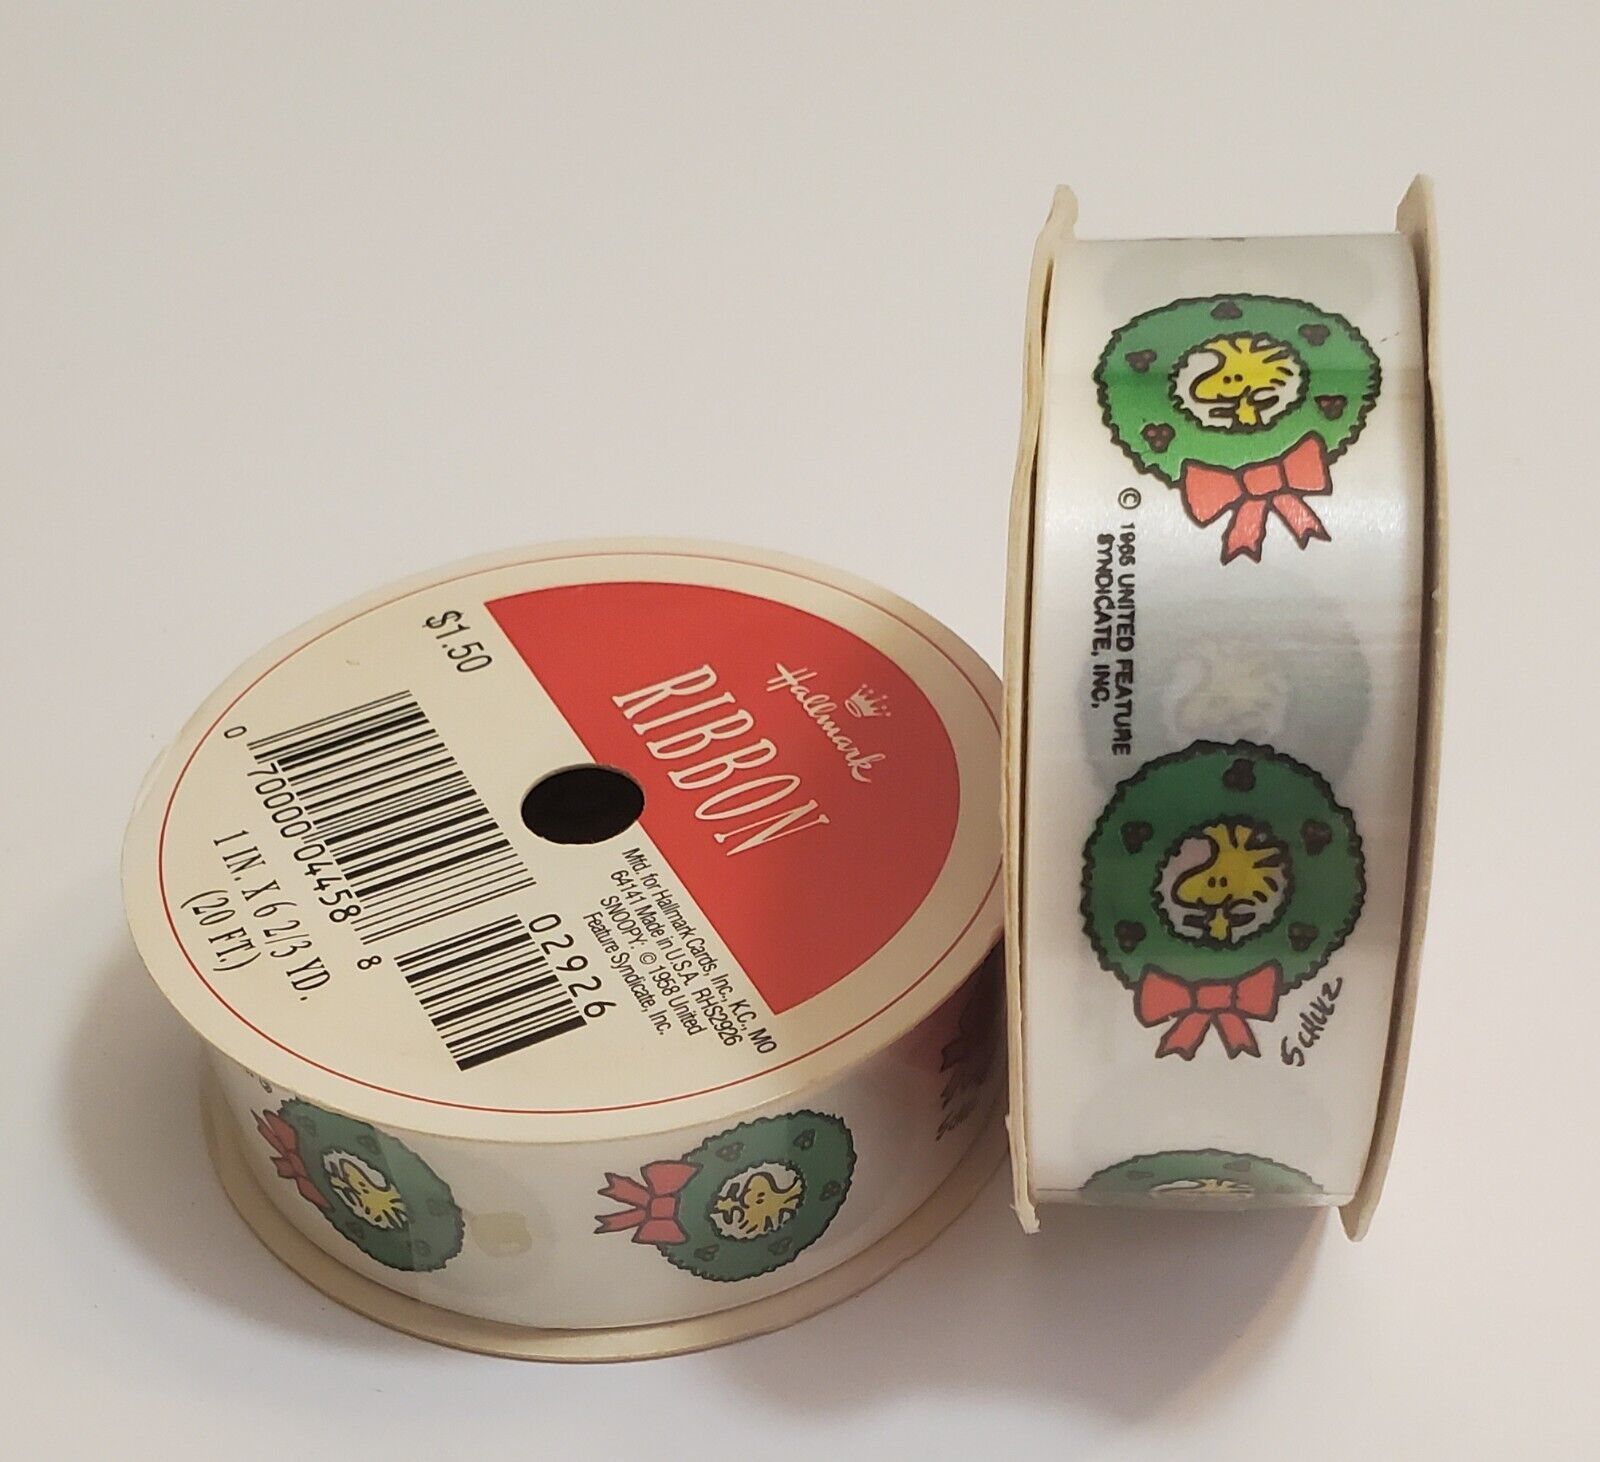 $1.50
Hallmark
RIBBON
0 70000 04458 8
02926
1 IN. X 6 2/3 YD.
(20 FT.)
Mfd. for Hallmark Cards, Inc., K.C., MO
64141 Made in U.S.A. RHS2926
SNOOPY: © 1958 United
Feature Syndicate, Inc.
© 1965 UNITED FEATURE
SYNDICATE, INC.
SCHULZ